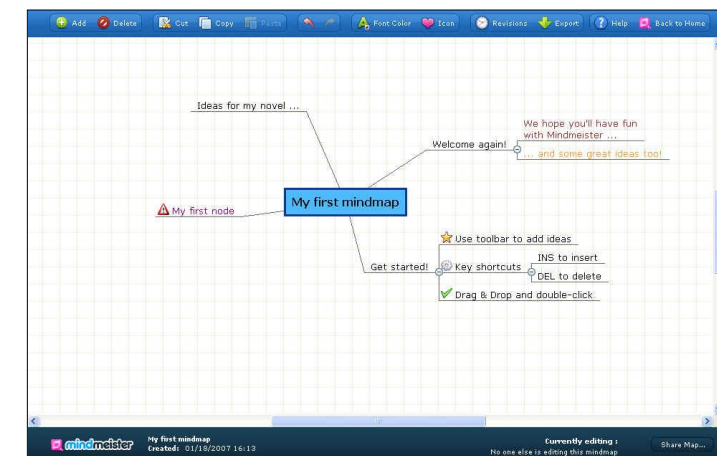 Add Delete Cut Copy Paste Font Color Icon Revisions Export Help Back to Home
Ideas for my novel ...
We hope you'll have fun
with Mindmeister ...
Welcome again!
... and some great ideas too!
My first mindmap
My first node
Use toolbar to add ideas
INS to insert
Get started!
Key shortcuts
DEL to delete
Drag & Drop and double-click
mindmeister
My first mindmap
Created: 01/18/2007 16:13
Currently editing :
No one else is editing this mindmap
Share Map...